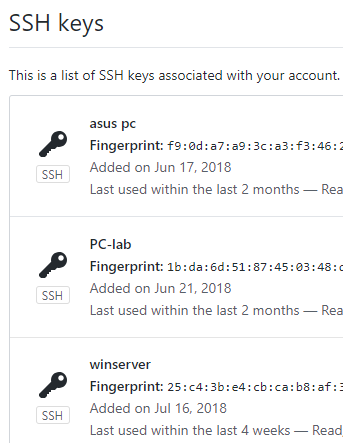 SSH keys
This is a list of SSH keys associated with your account.
asus pc
Fingerprint: f9:0d:a7:a9:3c:a3:f3:46:2
SSH
Added on Jun 17, 2018
Last used within the last 2 months — Rea
PC-lab
Fingerprint: 1b:da:6d:51:87:45:03:48:
SSH
Added on Jun 21, 2018
Last used within the last 2 months — Rea
winserver
Fingerprint: 25:c4:3b:e4:cb:ca:b8:af:3
SSH
Added on Jul 16, 2018
Last used within the last 4 weeks — Read